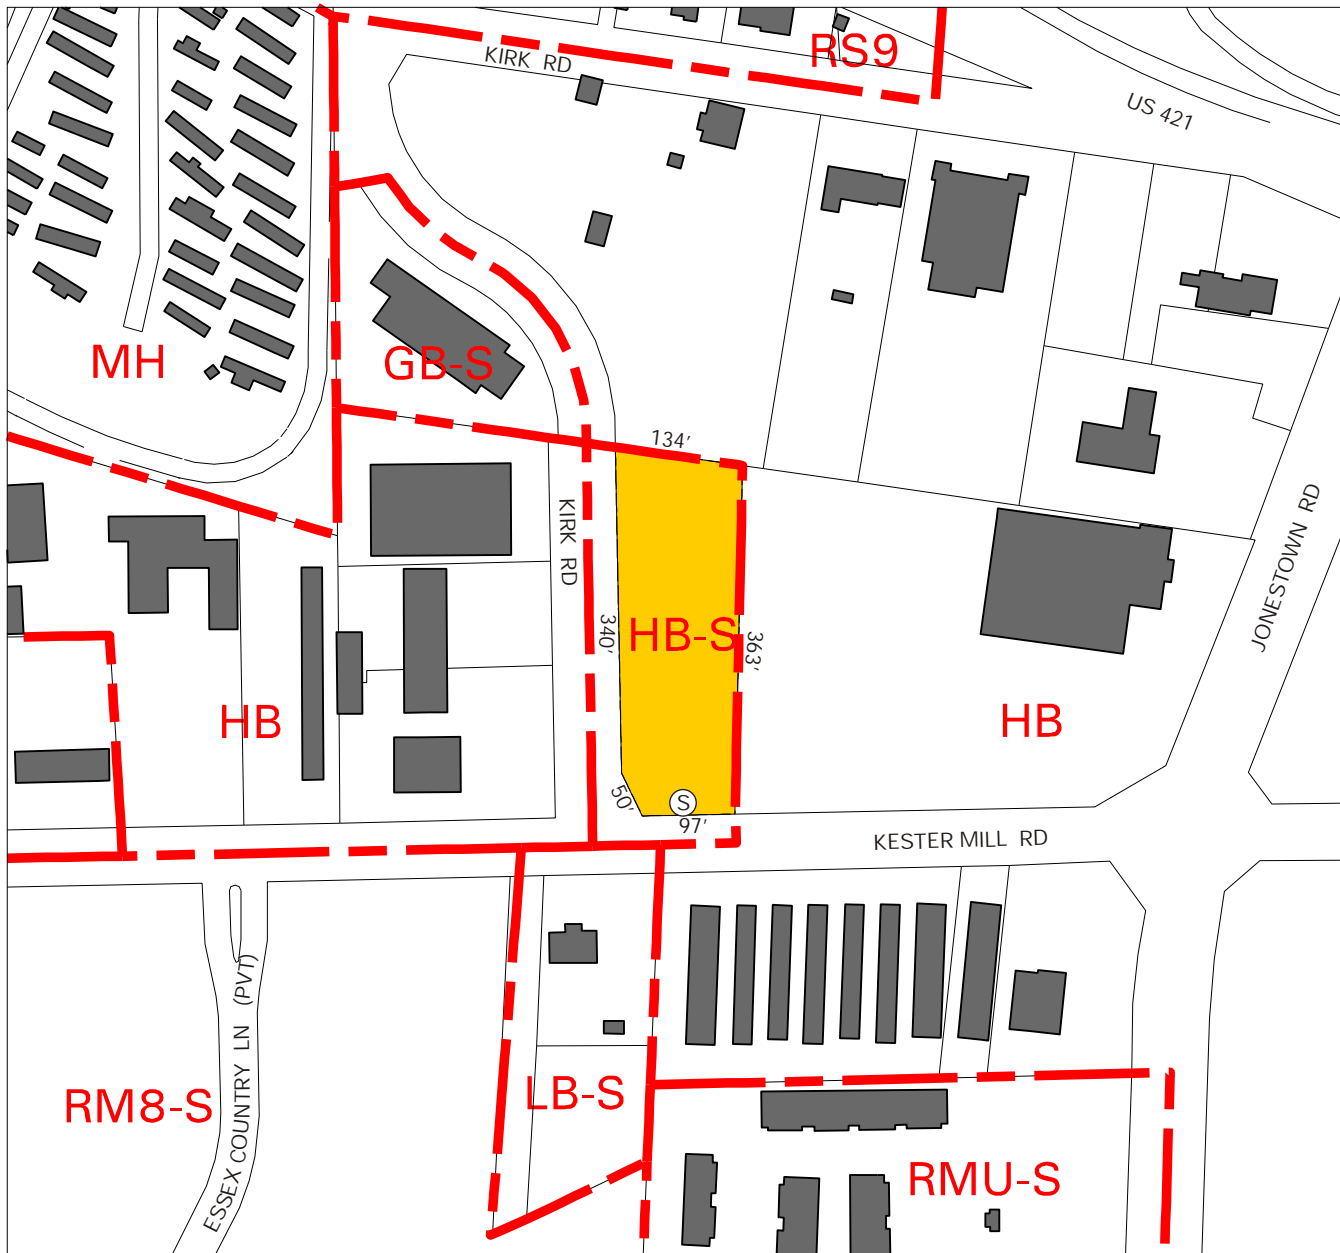 RS9
KIRK RD
US 421
MH
GB-S
134'
KIRK RD
JONESTOWN RD
340'
HB-S
363'
HB
HB
50'
S
97'
KESTER MILL RD
ESSEX COUNTRY LN (PVT)
LB-S
RM8-S
RMU-S